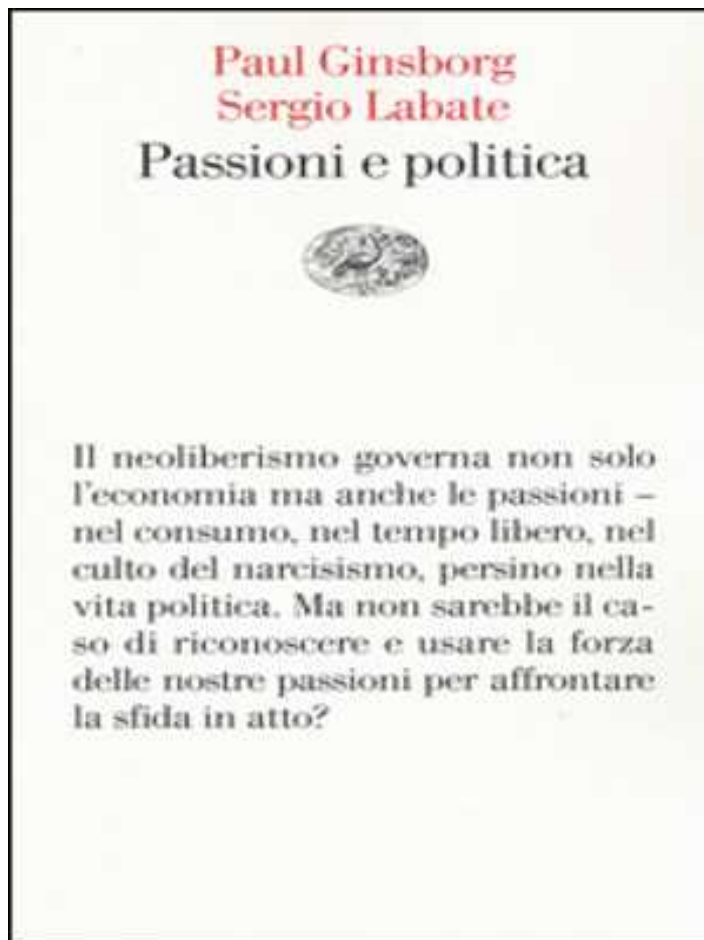 Paul Ginsborg
Sergio Labate
Passioni e politica
Il neoliberismo governa non solo
l'economia ma anche le passioni –
nel consumo, nel tempo libero, nel
culto del narcisismo, persino nella
vita politica. Ma non sarebbe il ca-
so di riconoscere e usare la forza
delle nostre passioni per affrontare
la sfida in atto?